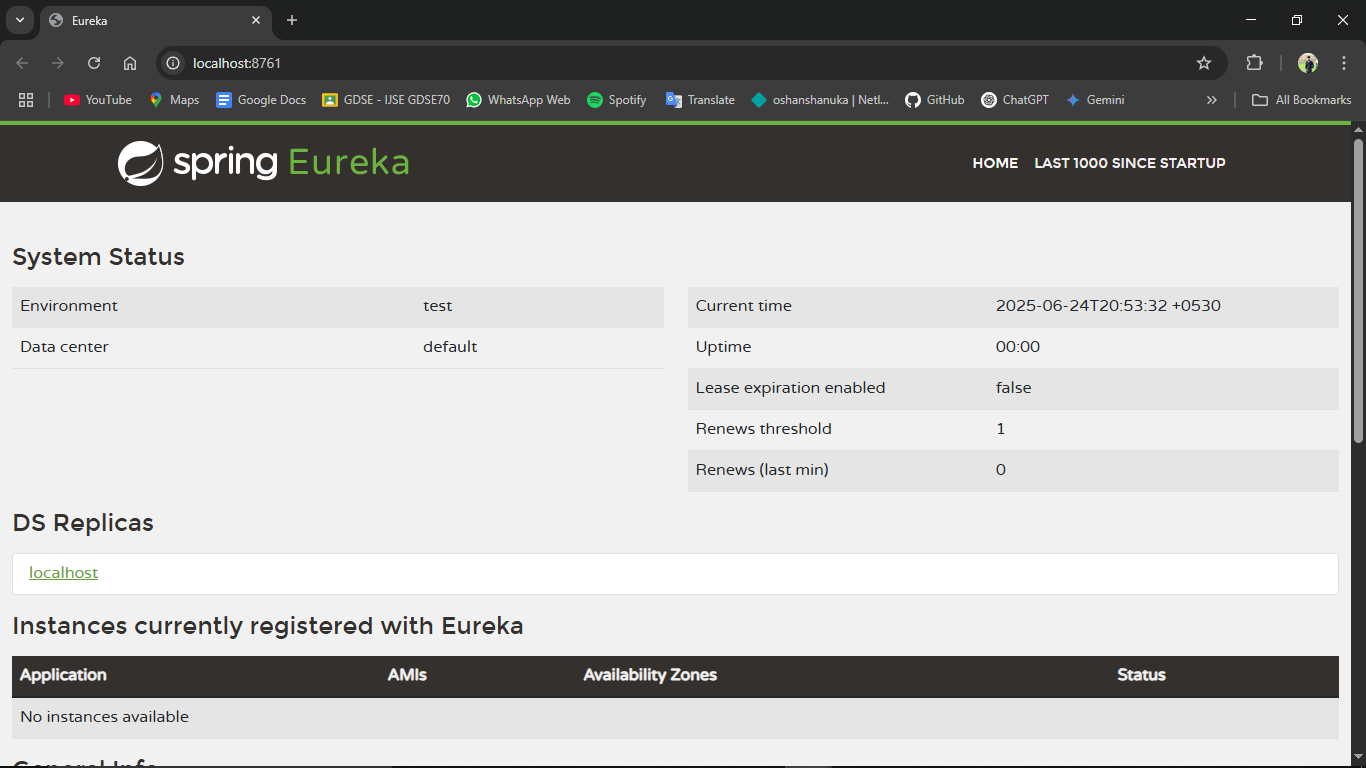 Eureka
localhost:8761
YouTube Maps Google Docs GDSE - IJSE GDSE70 WhatsApp Web Spotify Translate oshanshanuka | Netl... GitHub ChatGPT Gemini » All Bookmarks
spring Eureka
HOME LAST 1000 SINCE STARTUP
System Status
Environment test
Data center default
Current time 2025-06-24T20:53:32 +0530
Uptime 00:00
Lease expiration enabled false
Renews threshold 1
Renews (last min) 0
DS Replicas
localhost
Instances currently registered with Eureka
Application AMIs Availability Zones Status
No instances available
General Info